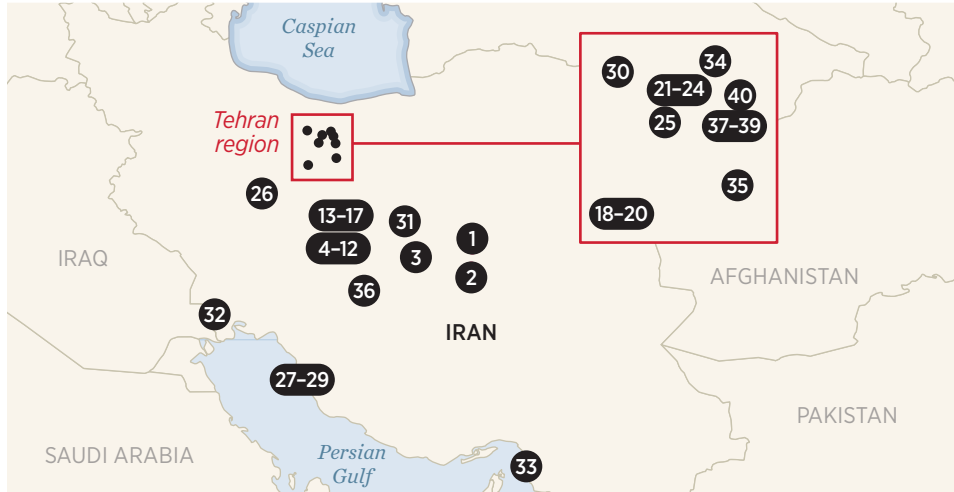 Caspian
Sea
Tehran
region
30
34
21–24
40
25
37–39
35
18–20
26
13–17
31
1
4–12
3
2
36
IRAQ
AFGHANISTAN
32
IRAN
27–29
PAKISTAN
SAUDI ARABIA
Persian
Gulf
33